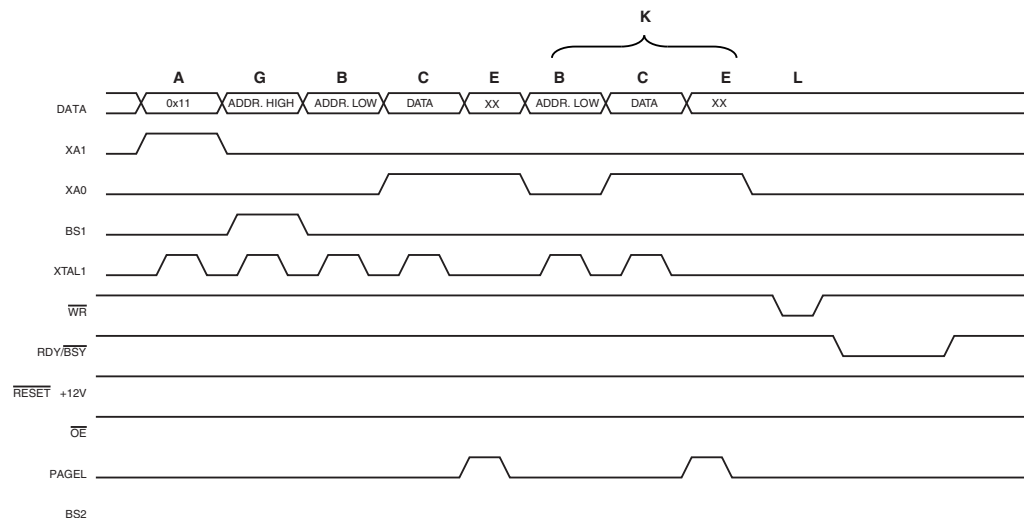 K
A G B C E B C E L
DATA 0x11 ADDR. HIGH ADDR. LOW DATA XX ADDR. LOW DATA XX
XA1
XA0
BS1
XTAL1
WR
RDY/BSY
RESET +12V
OE
PAGEL
BS2